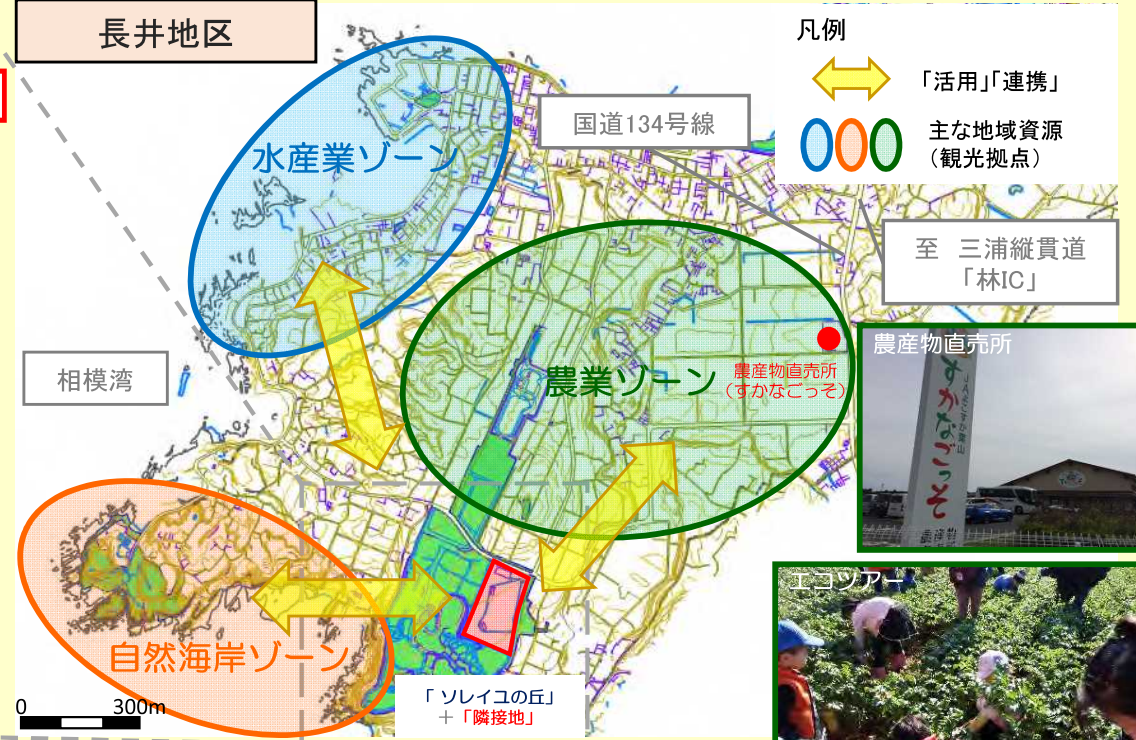 長井地区
凡例
「活用」「連携」
主な地域資源
（観光拠点）
国道134号線
水産業ゾーン
至　三浦縦貫道
「林IC」
相模湾
農業ゾーン
農産物直売所
（すかなごっそ）
農産物直売所
すかなごっそ
エコツアー
自然海岸ゾーン
「 ソレイユの丘」
＋「隣接地」
0
300m